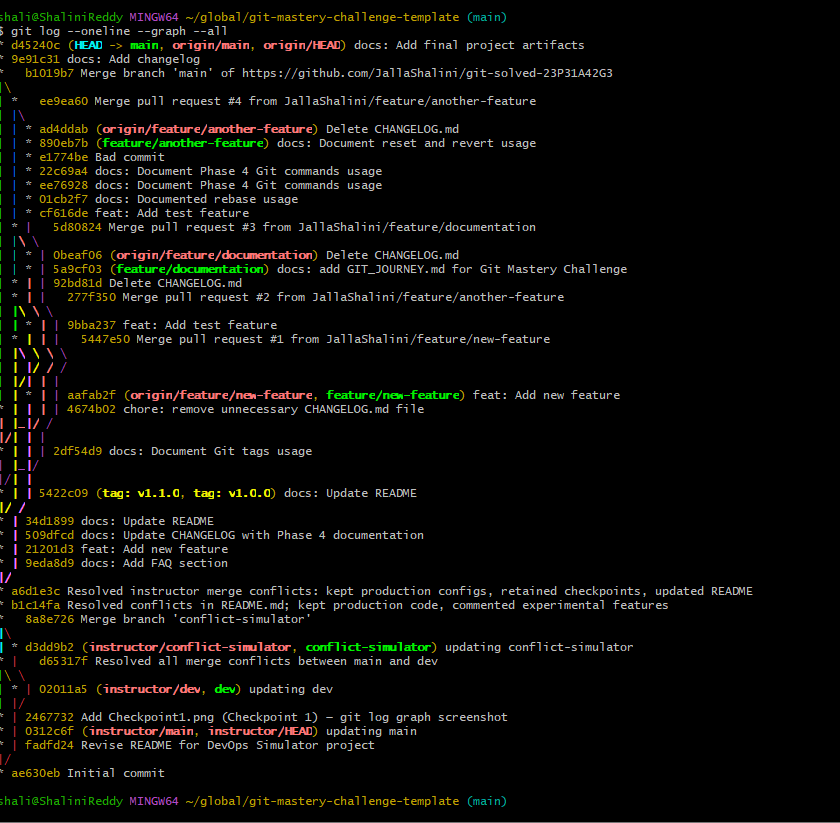 shali@ShaliniReddy MINGW64 ~/global/git-mastery-challenge-template (main)
$ git log --oneline --graph --all
* d45240c (HEAD -> main, origin/main, origin/HEAD) docs: Add final project artifacts
* 9e91c31 docs: Add changelog
*   b1019b7 Merge branch 'main' of https://github.com/JallaShalini/git-solved-23P31A42G3
|\
| *   ee9ea60 Merge pull request #4 from JallaShalini/feature/another-feature
| |\
| | * ad4ddab (origin/feature/another-feature) Delete CHANGELOG.md
| | * 890eb7b (feature/another-feature) docs: Document reset and revert usage
| | * e1774be Bad commit
| | * 22c69a4 docs: Document Phase 4 Git commands usage
| | * ee76928 docs: Document Phase 4 Git commands usage
| | * 01cb2f7 docs: Documented rebase usage
| | * cf616de feat: Add test feature
| * |   5d80824 Merge pull request #3 from JallaShalini/feature/documentation
| |\ \
| | * | 0beaf06 (origin/feature/documentation) Delete CHANGELOG.md
| | * | 5a9cf03 (feature/documentation) docs: add GIT_JOURNEY.md for Git Mastery Challenge
| * | | 92bd81d Delete CHANGELOG.md
| * | |   277f350 Merge pull request #2 from JallaShalini/feature/another-feature
| |\ \ \
| | * | | 9bba237 feat: Add test feature
| * | | |   5447e50 Merge pull request #1 from JallaShalini/feature/new-feature
| |\ \ \ \
| | | |/ / /
| | |/| | |
| | * | | aafab2f (origin/feature/new-feature, feature/new-feature) feat: Add new feature
* | | | | 4674b02 chore: remove unnecessary CHANGELOG.md file
| |_|/ /
|/| | |
* | | | 2df54d9 docs: Document Git tags usage
| |_|/
|/| |
* | | 5422c09 (tag: v1.1.0, tag: v1.0.0) docs: Update README
|/ /
* | 34d1899 docs: Update README
* | 509dfcd docs: Update CHANGELOG with Phase 4 documentation
* | 21201d3 feat: Add new feature
* | 9eda8d9 docs: Add FAQ section
|/
* a6d1e3c Resolved instructor merge conflicts: kept production configs, retained checkpoints, updated README
* b1c14fa Resolved conflicts in README.md; kept production code, commented experimental features
*   8a8e726 Merge branch 'conflict-simulator'
|\
| * d3dd9b2 (instructor/conflict-simulator, conflict-simulator) updating conflict-simulator
* |   d65317f Resolved all merge conflicts between main and dev
|\ \
| * | 02011a5 (instructor/dev, dev) updating dev
| |/
* | 2467732 Add Checkpoint1.png (Checkpoint 1) – git log graph screenshot
* | 0312c6f (instructor/main, instructor/HEAD) updating main
* | fadfd24 Revise README for DevOps Simulator project
|/
* ae630eb Initial commit
shali@ShaliniReddy MINGW64 ~/global/git-mastery-challenge-template (main)